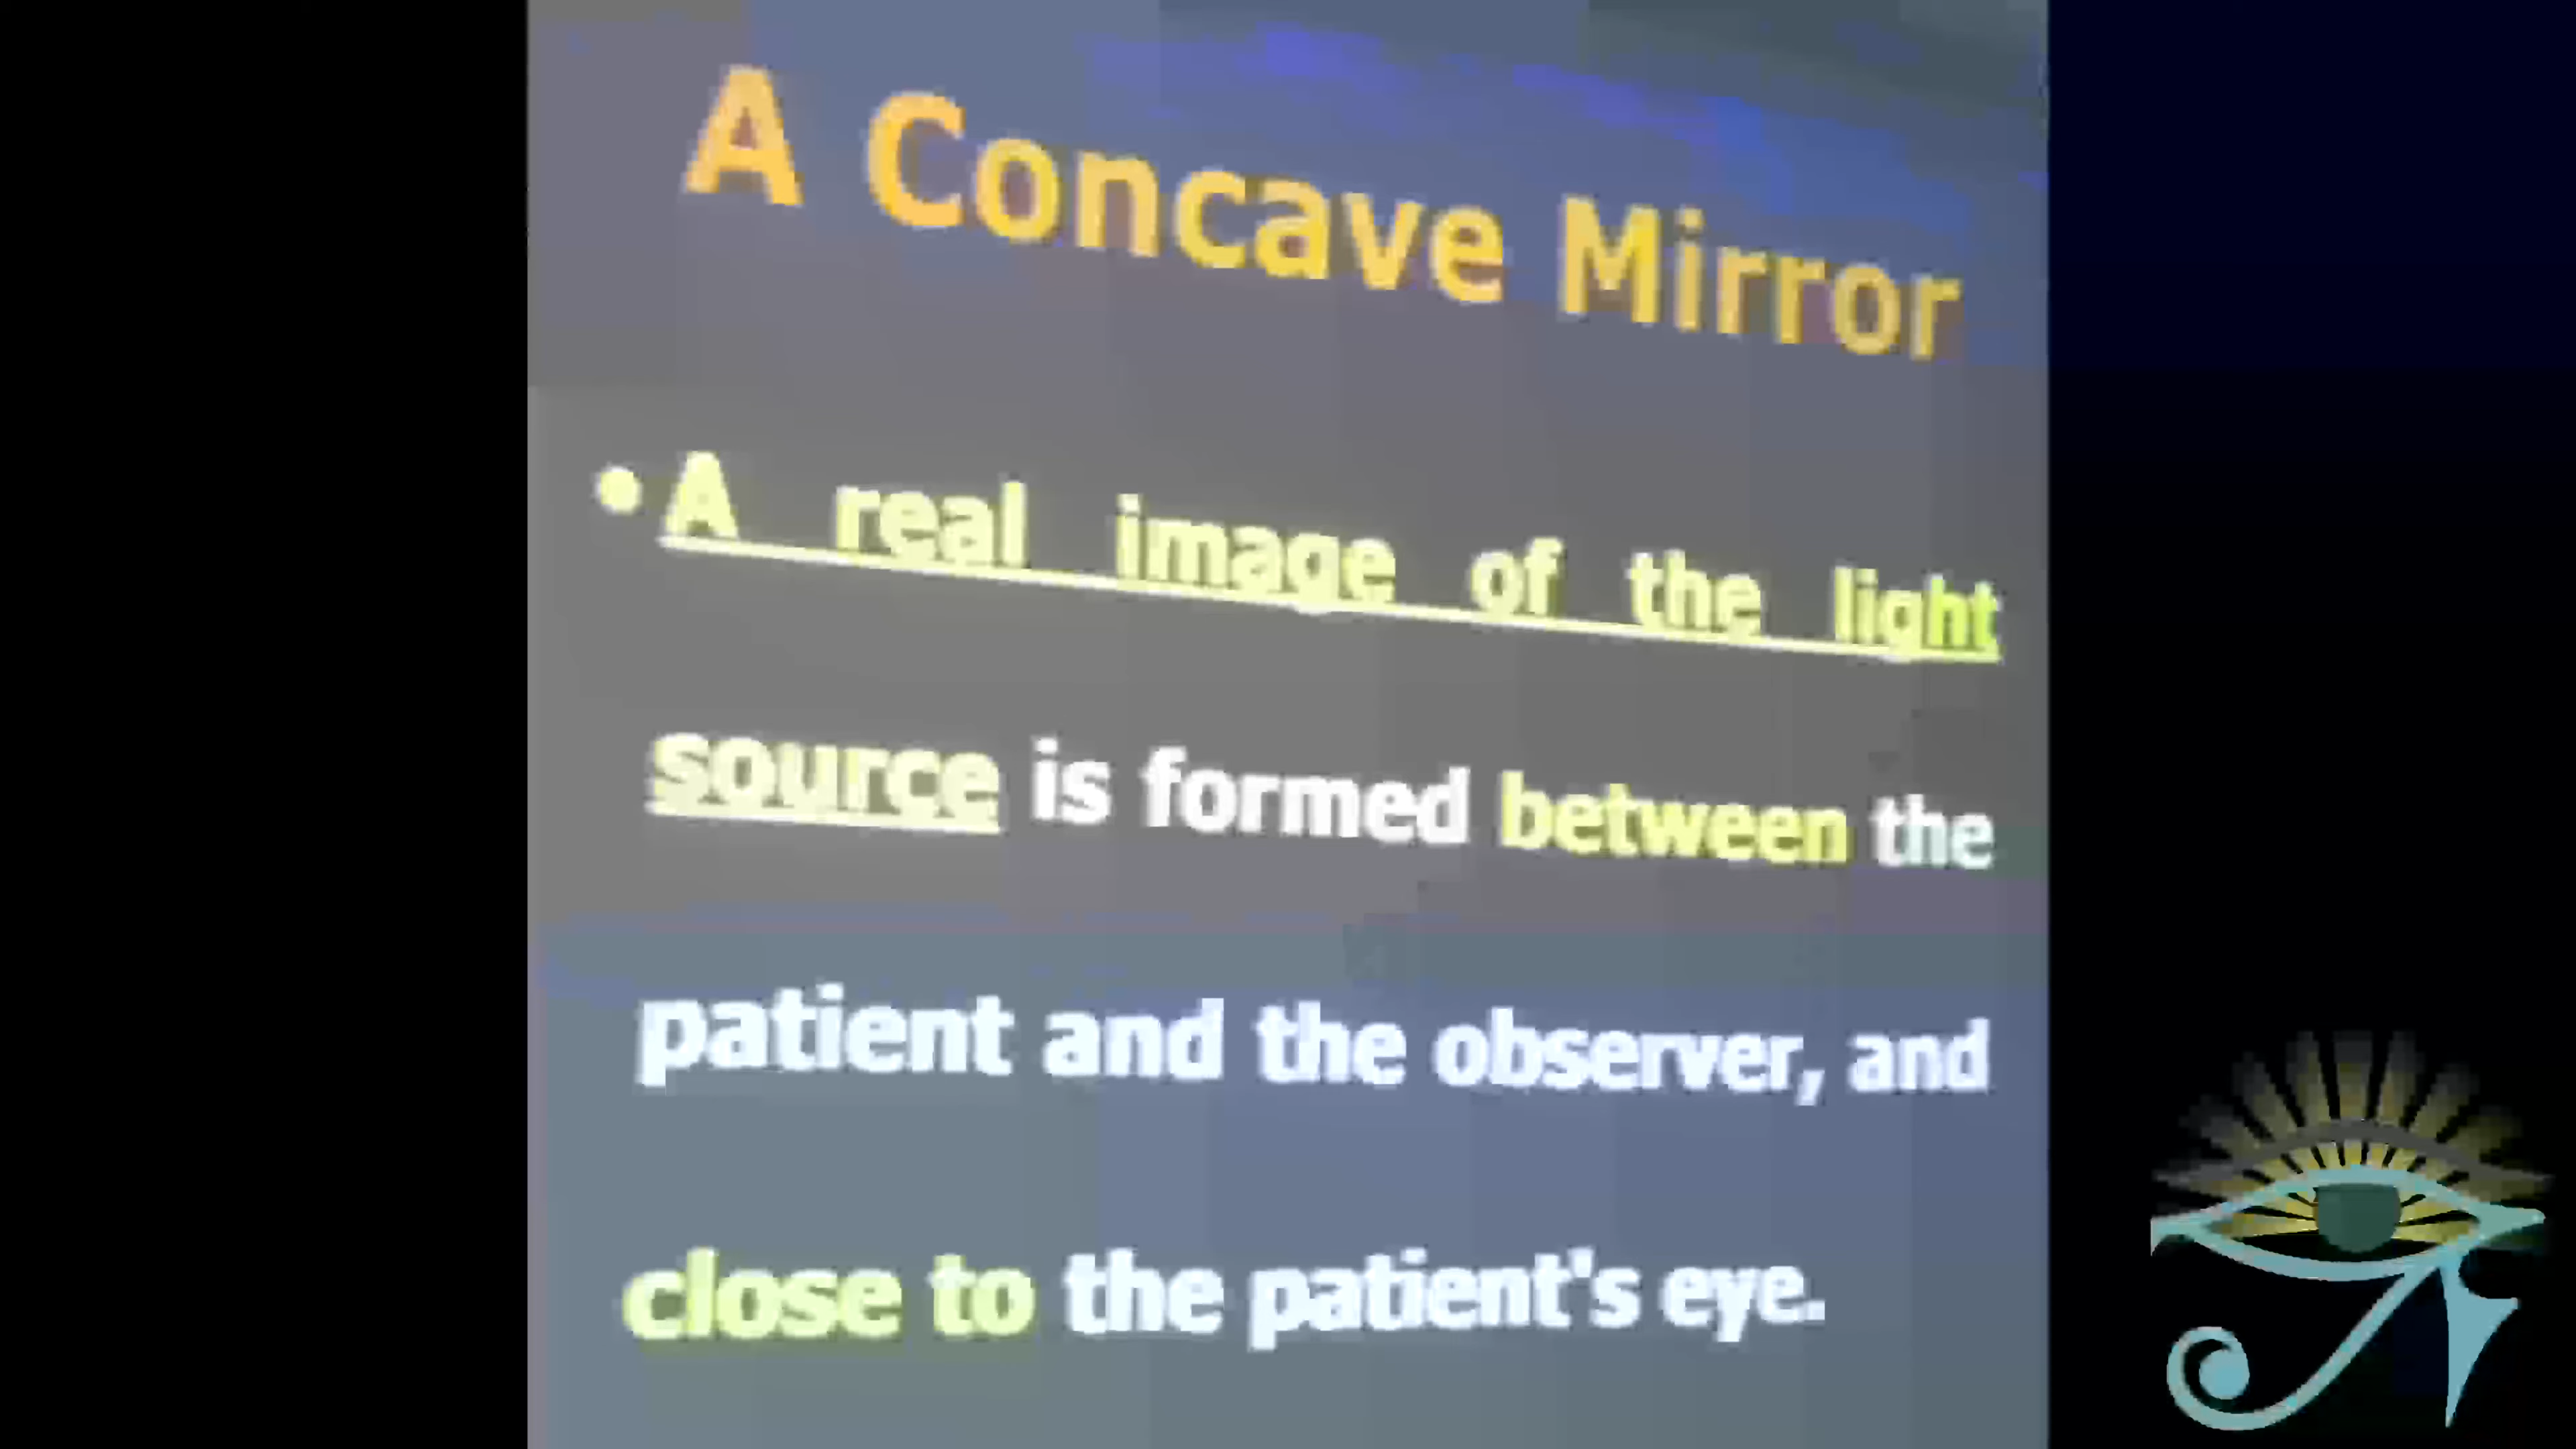 A Concave Mirror
• A real image of the light
source is formed between the
patient and the observer, and
close to the patient's eye.